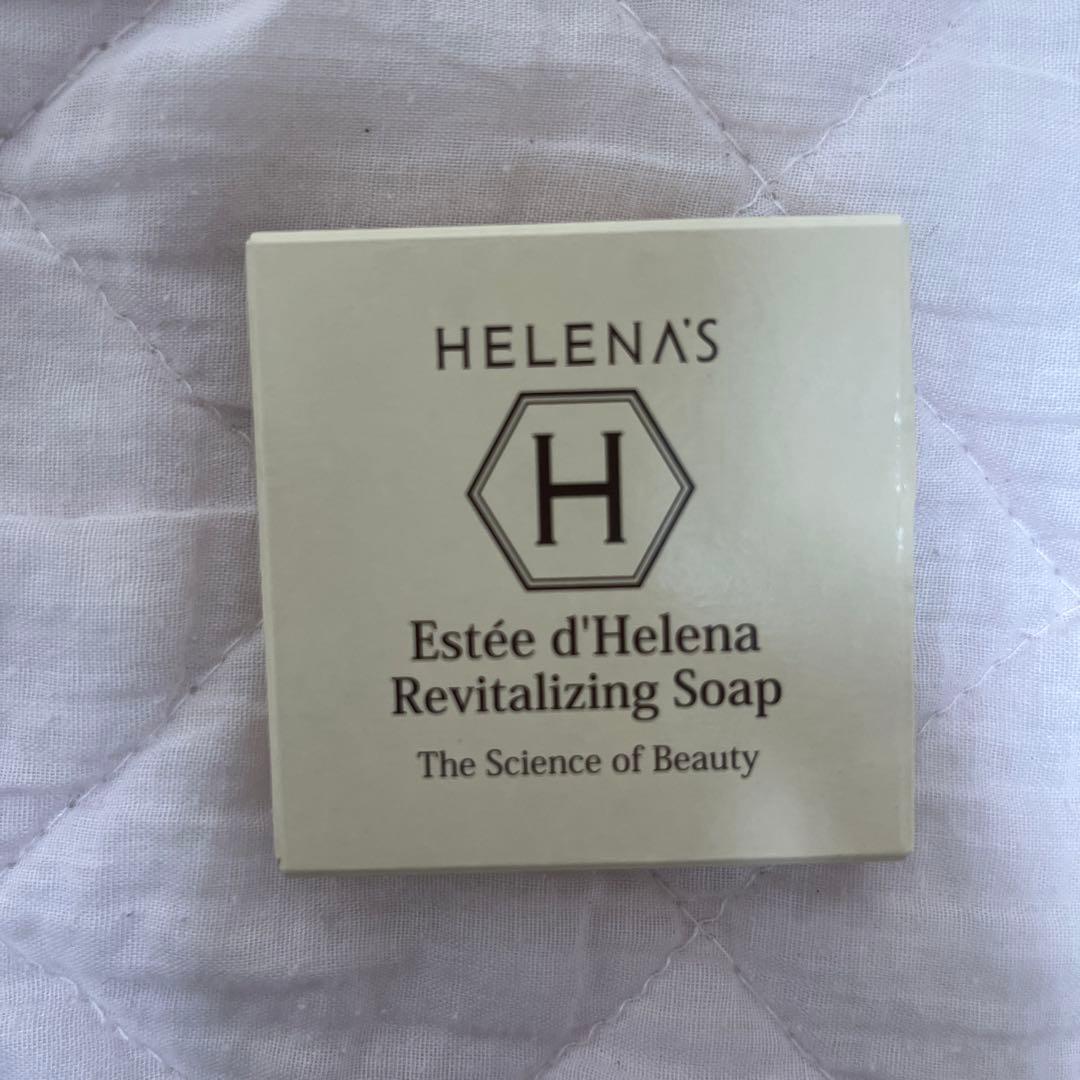 HELENA'S
H
Estée d'Helena
Revitalizing Soap
The Science of Beauty